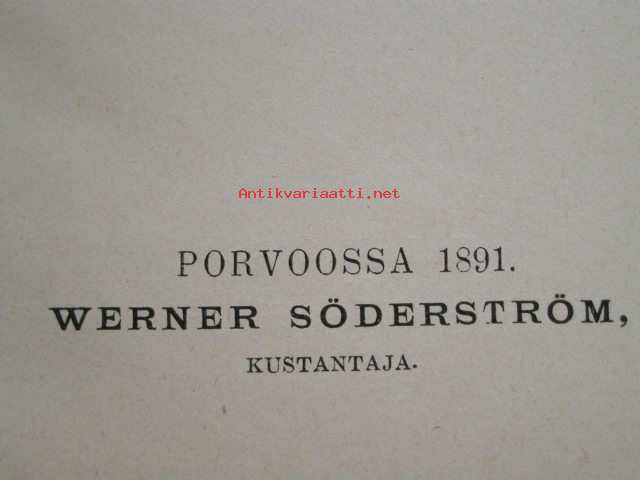 Antikvariaatti.net
PORVOOSSA 1891.
WERNER SÖDERSTRÖM,
KUSTANTAJA.